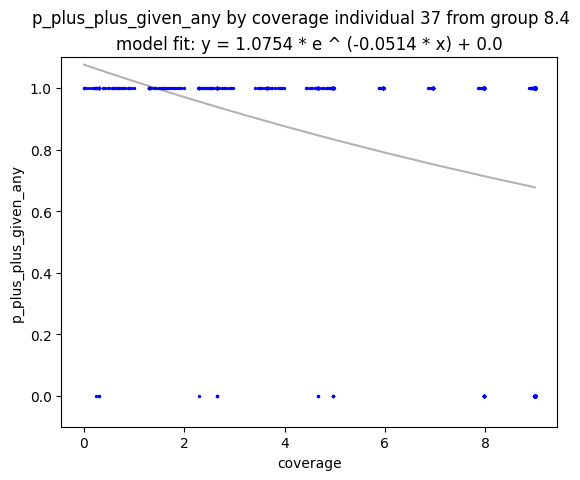 p_plus_plus_given_any by coverage individual 37 from group 8.4
model fit: y = 1.0754 * e ^ (-0.0514 * x) + 0.0
1.0
0.8
0.6
0.4
0.2
0.0
p_plus_plus_given_any
0 2 4 6 8
coverage